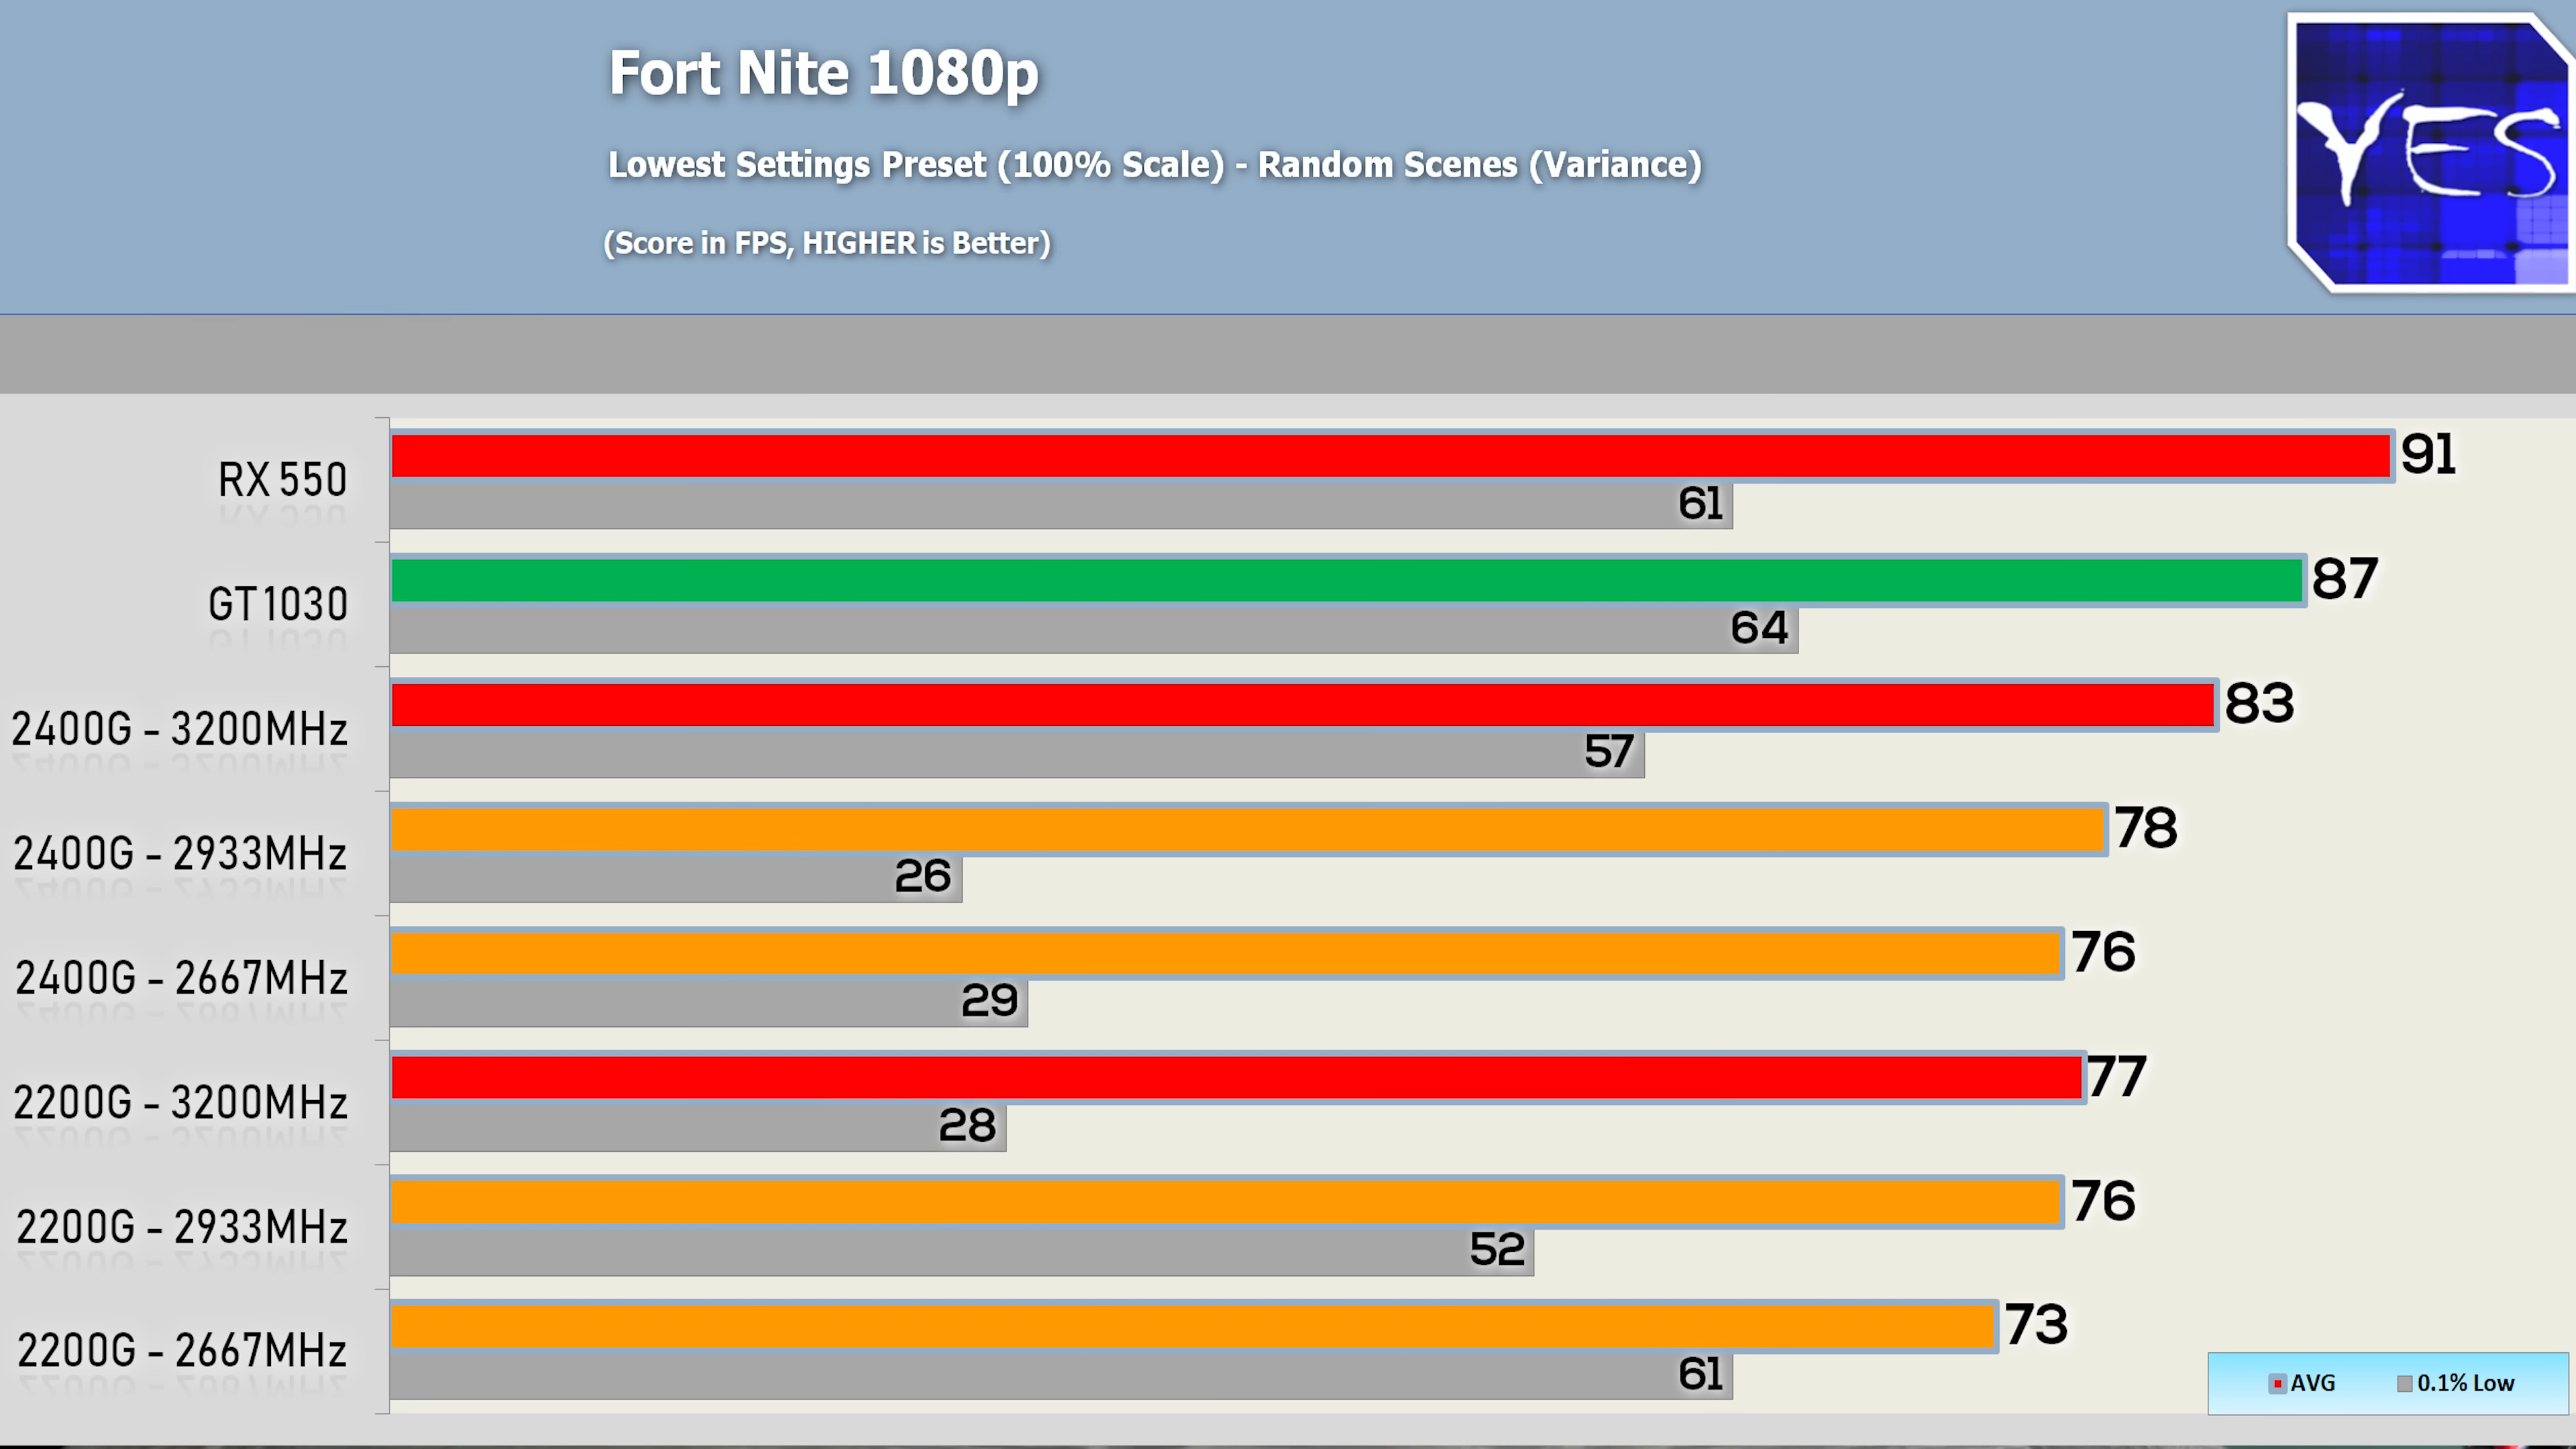 Fort Nite 1080p
Lowest Settings Preset (100% Scale) - Random Scenes (Variance)
(Score in FPS, HIGHER is Better)
YES
RX 550
91
61
GT 1030
87
64
2400G - 3200MHz
83
57
2400G - 2933MHz
78
26
2400G - 2667MHz
76
29
2200G - 3200MHz
77
28
2200G - 2933MHz
76
52
2200G - 2667MHz
73
61
AVG 0.1% Low